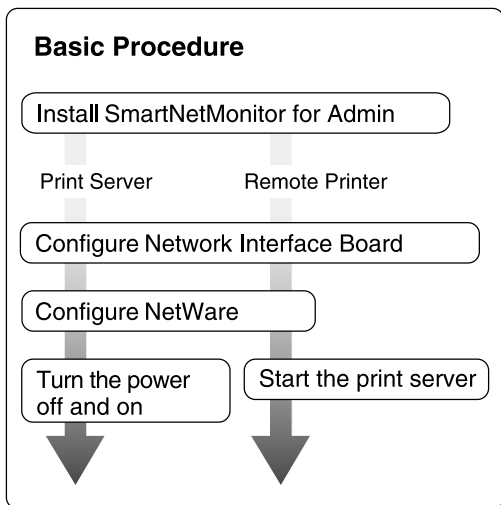 Basic Procedure
Install SmartNetMonitor for Admin
Print Server
Remote Printer
Configure Network Interface Board
Configure NetWare
Turn the power
off and on
Start the print server